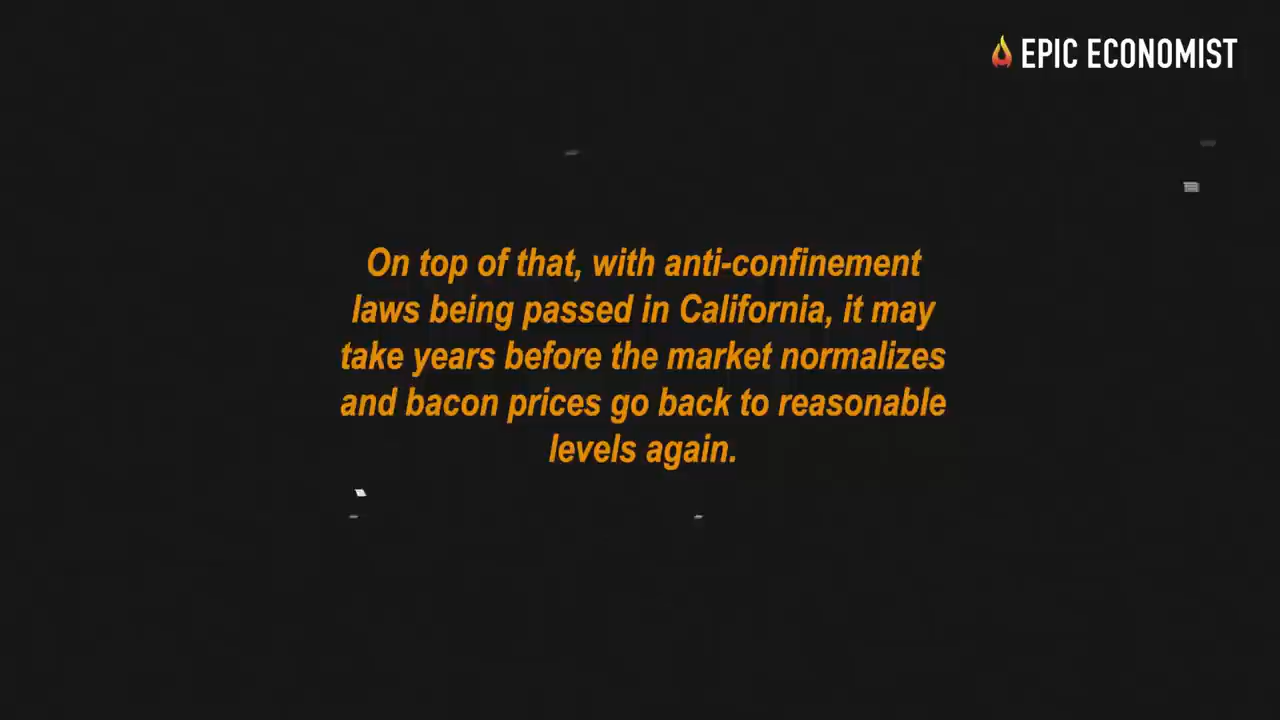 EPIC ECONOMIST
On top of that, with anti-confinement
laws being passed in California, it may
take years before the market normalizes
and bacon prices go back to reasonable
levels again.